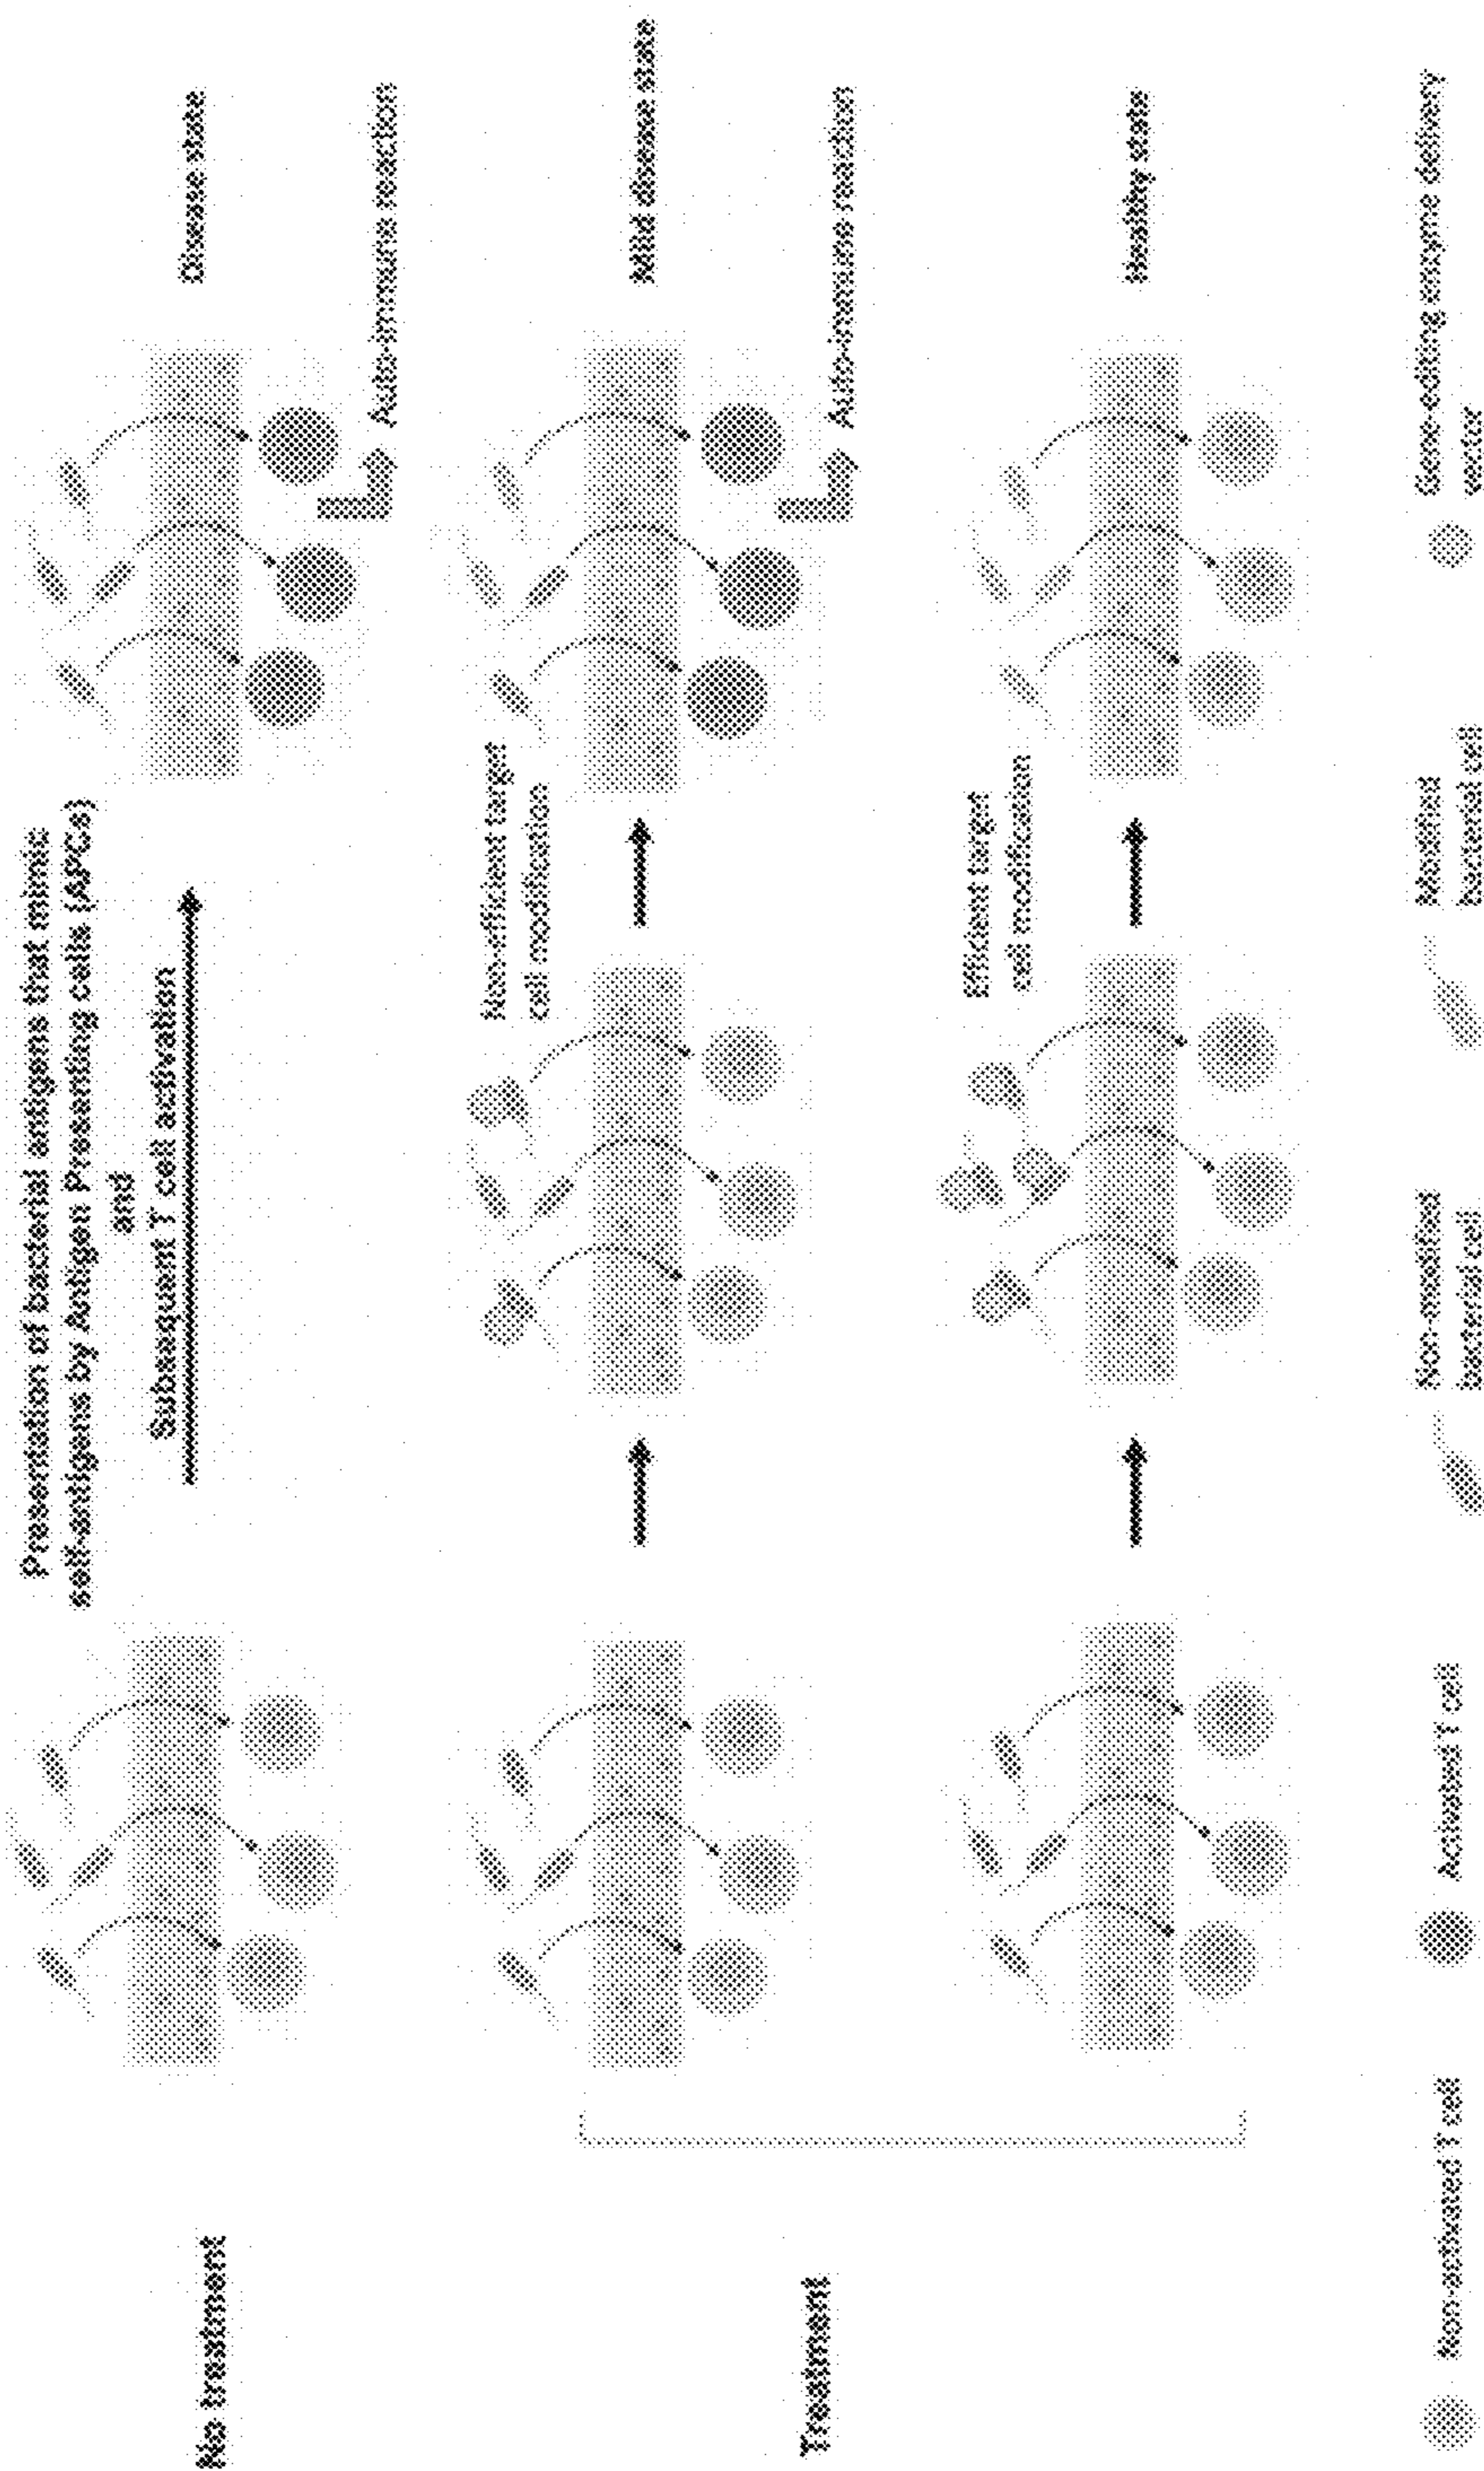 No treatment
Presentation of bacterial antigens that mimic
self-antigens by Antigen Presenting cells (APCs)
and
Subsequent T cell activation
Disease state
Auto-immune reaction
Treatment
Non-efficient target
cell modification
Mild disease state
Auto-immune reaction
Efficient target
cell modification
Healthy state
Non-activated T cell
Activated T cell
Non-modified
bacterial cell
Modified
bacterial cell
Gene-editing enzyme delivery
vector